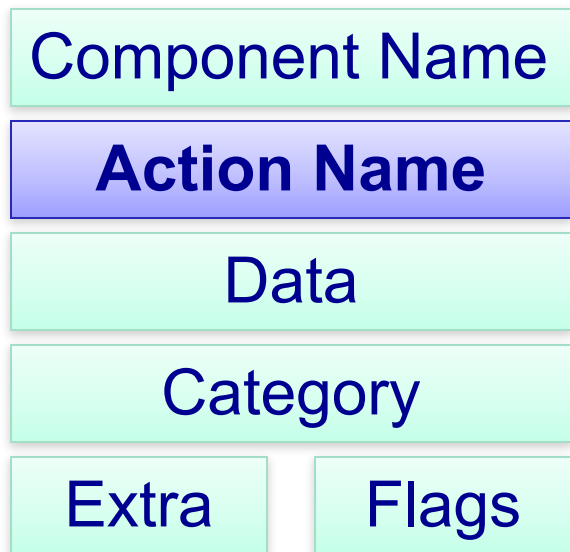 Component Name
Action Name
Data
Category
Extra Flags